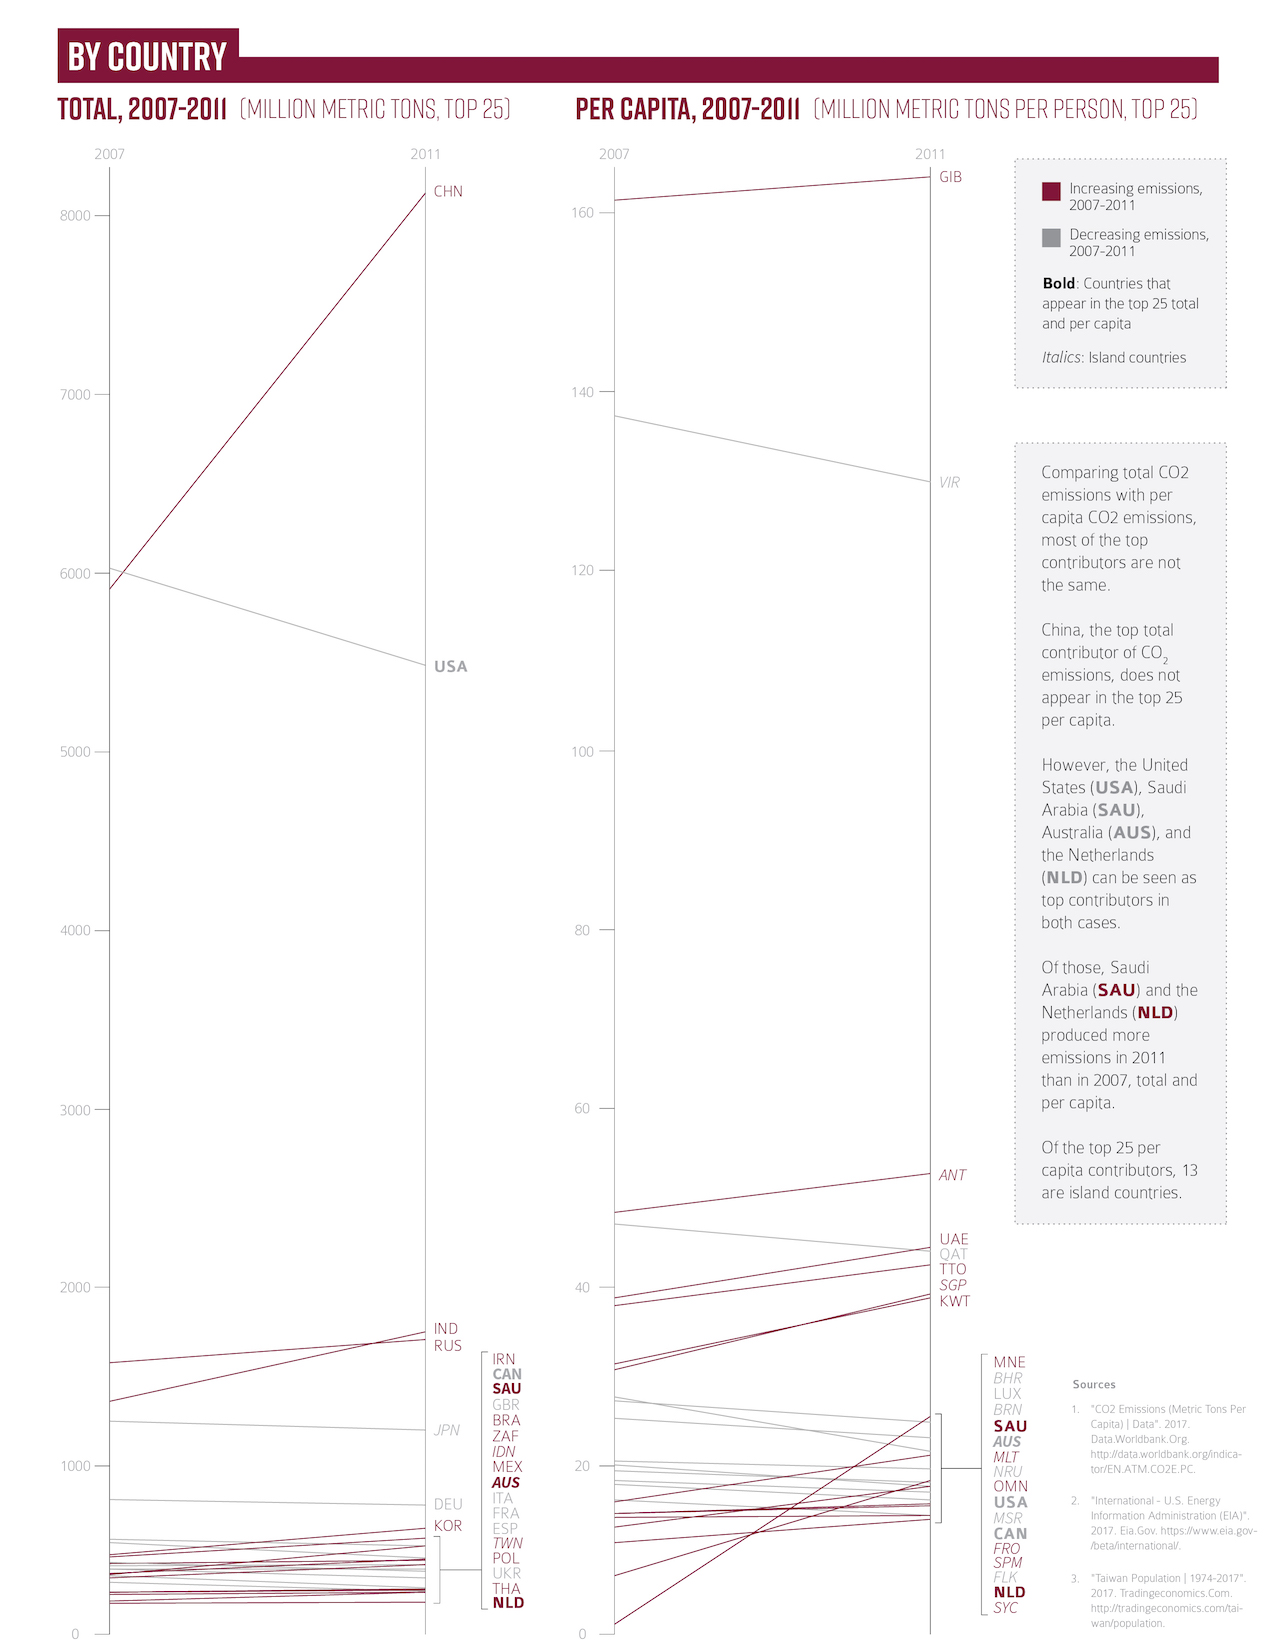 BY COUNTRY
TOTAL, 2007-2011 (MILLION METRIC TONS, TOP 25)
2007
2011
8000
7000
6000
5000
4000
3000
2000
1000
0
CHN
USA
IND
RUS
JPN
DEU
KOR
IRN
CAN
SAU
GBR
BRA
ZAF
IDN
MEX
AUS
ITA
FRA
ESP
TWN
POL
UKR
THA
NLD
PER CAPITA, 2007-2011 (MILLION METRIC TONS PER PERSON, TOP 25)
2007
2011
160
140
120
100
80
60
40
20
0
GIB
VIR
ANT
UAE
QAT
TTO
SGP
KWT
MNE
BHR
LUX
BRN
SAU
AUS
MLT
NRU
OMN
USA
MSR
CAN
FRO
SPM
FLK
NLD
SYC
Increasing emissions,
2007-2011
Decreasing emissions,
2007-2011
Bold: Countries that
appear in the top 25 total
and per capita
Italics: Island countries
Comparing total CO2
emissions with per
capita CO2 emissions,
most of the top
contributors are not
the same.
China, the top total
contributor of CO2
emissions, does not
appear in the top 25
per capita.
However, the United
States (USA), Saudi
Arabia (SAU),
Australia (AUS), and
the Netherlands
(NLD) can be seen as
top contributors in
both cases.
Of those, Saudi
Arabia (SAU) and the
Netherlands (NLD)
produced more
emissions in 2011
than in 2007, total and
per capita.
Of the top 25 per
capita contributors, 13
are island countries.
Sources
1. "CO2 Emissions (Metric Tons Per
Capita) | Data". 2017.
Data.Worldbank.Org.
http://data.worldbank.org/indica-
tor/EN.ATM.CO2E.PC.
2. "International - U.S. Energy
Information Administration (EIA)".
2017. Eia.Gov. https://www.eia.gov-
/beta/international/.
3. "Taiwan Population | 1974-2017".
2017. Tradingeconomics.Com.
http://tradingeconomics.com/tai-
wan/population.